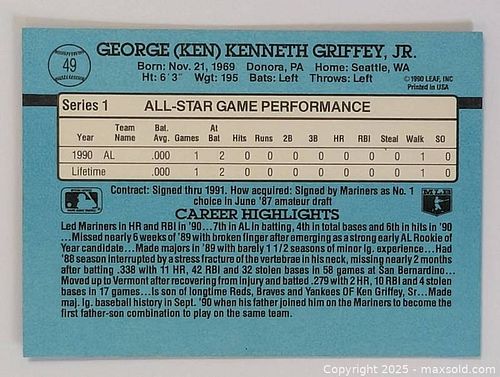 49
GEORGE (KEN) KENNETH GRIFFEY, JR.
Born: Nov. 21, 1969 Donora, PA Home: Seattle, WA
Ht: 6'3" Wgt: 195 Bats: Left Throws: Left
©1990 LEAF, INC
Printed in USA
Series 1 ALL-STAR GAME PERFORMANCE
Year Team Name Bat. Avg. Games At Bat Hits Runs 2B 3B HR RBI Steal Walk SO
1990 AL .000 1 2 0 0 0 0 0 0 0 1 0
Lifetime .000 1 2 0 0 0 0 0 0 0 1 0
Contract: Signed thru 1991. How acquired: Signed by Mariners as No. 1
choice in June '87 amateur draft
MLB
CAREER HIGHLIGHTS
Led Mariners in HR and RBI in '90...7th in AL in batting, 4th in total bases and 6th in hits in '90
...Missed nearly 6 weeks of '89 with broken finger after emerging as a strong early AL Rookie of
Year candidate...Made majors in '89 with barely 1 1/2 seasons of minor lg. experience...Had
'88 season interrupted by a stress fracture of the vertebrae in his neck, missing nearly 2 months
after batting .338 with 11 HR, 42 RBI and 32 stolen bases in 58 games at San Bernardino...
Moved up to Vermont after recovering from injury and batted .279 with 2 HR, 10 RBI and 4 stolen
bases in 17 games...Is son of longtime Reds, Braves and Yankees OF Ken Griffey, Sr...Made
maj. lg. baseball history in Sept. '90 when his father joined him on the Mariners to become the
first father-son combination to play on the same team.
Copyright 2025 - maxsold.com